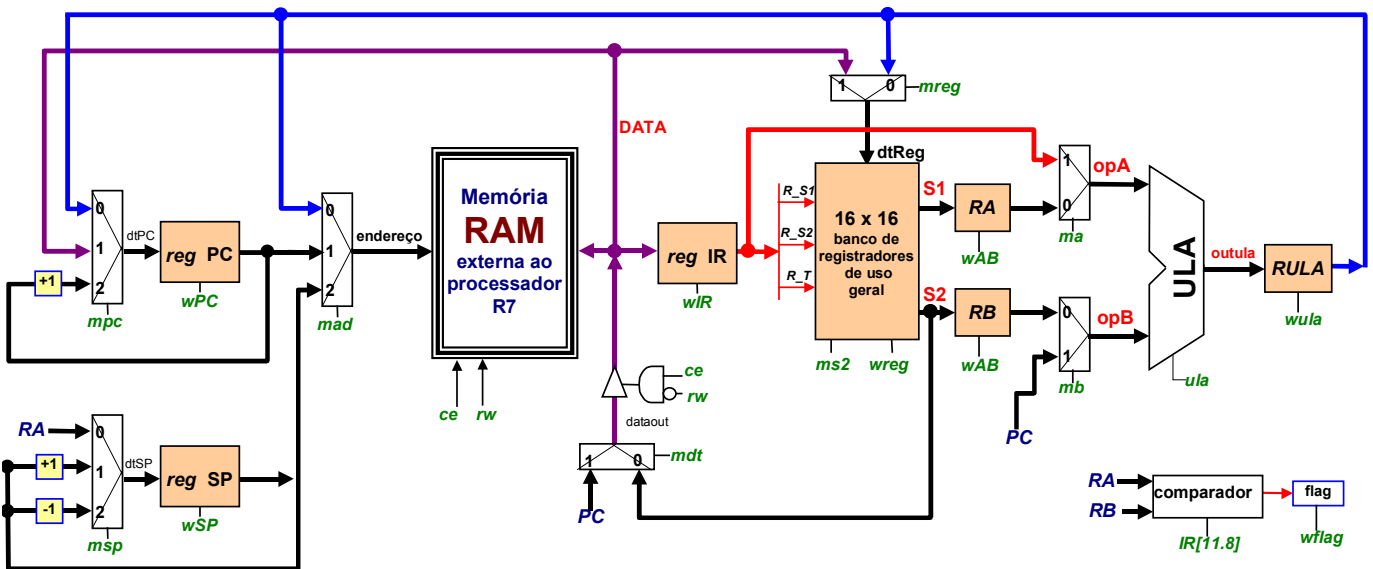 1 0
mreg
DATA
dtReg
0
1
2
dtPC
reg PC
+1
wPC
mpc
0
1
2
endereço
mad
Memória
RAM
externa ao
processador
R7
ce
rw
reg IR
wIR
R_S1
R_S2
R_T
16 x 16
banco de
registradores
de uso
geral
ms2
wreg
S1
RA
wAB
S2
RB
wAB
1
0
ma
opA
0
1
mb
opB
PC
ULA
ula
outula
RULA
wula
ce
rw
dataout
1 0
mdt
PC
RA
+1
-1
0
1
2
dtSP
reg SP
wSP
msp
RA
RB
comparador
flag
IR[11.8]
wflag